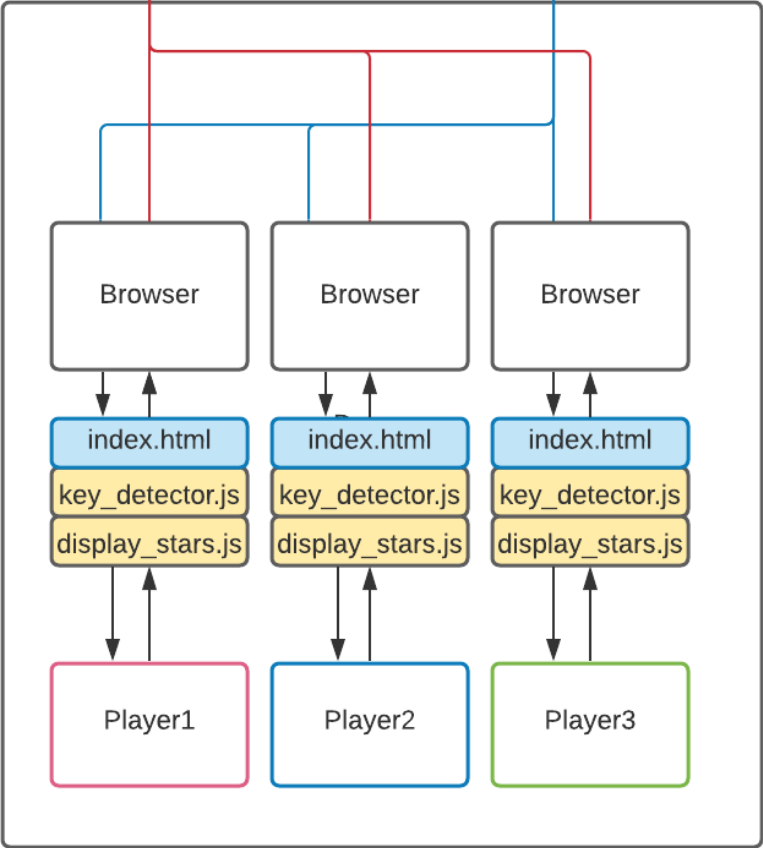 Browser
Browser
Browser
index.html
index.html
index.html
key_detector.js
key_detector.js
key_detector.js
display_stars.js
display_stars.js
display_stars.js
Player1
Player2
Player3